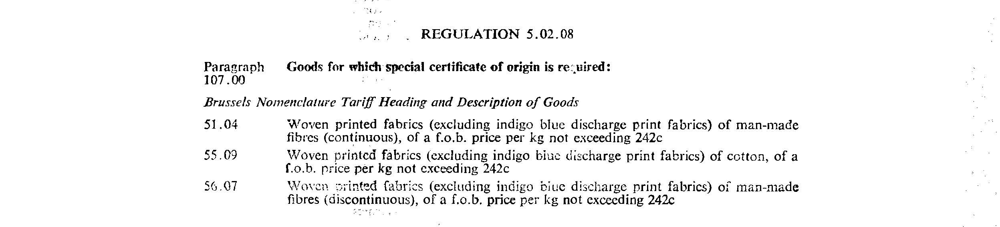 REGULATION 5.02.08
Paragraph Goods for which special certificate of origin is required:
107.00
Brussels Nomenclature Tariff Heading and Description of Goods
51.04 Woven printed fabrics (excluding indigo blue discharge print fabrics) of man-made
fibres (continuous), of a f.o.b. price per kg not exceeding 242c
55.09 Woven printed fabrics (excluding indigo blue discharge print fabrics) of cotton, of a
f.o.b. price per kg not exceeding 242c
56.07 Woven printed fabrics (excluding indigo blue discharge print fabrics) of man-made
fibres (discontinuous), of a f.o.b. price per kg not exceeding 242c